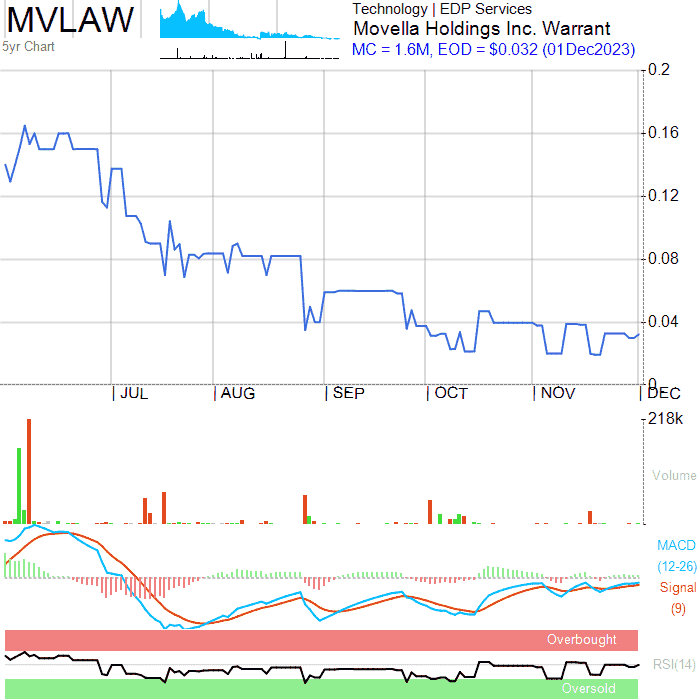 MVLAW
5yr Chart
Technology | EDP Services
Movella Holdings Inc. Warrant
MC = 1.6M, EOD = $0.032 (01Dec2023)
0.2
0.16
0.12
0.08
0.04
0
JUL AUG SEP OCT NOV DEC
218k
Volume
MACD
(12-26)
Signal
(9)
Overbought
RSI(14)
Oversold